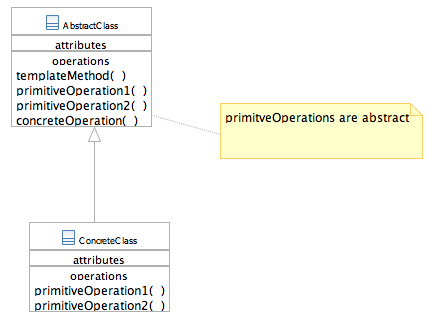 AbstractClass
attributes
operations
templateMethod( )
primitiveOperation1( )
primitiveOperation2( )
concreteOperation( )
primitveOperations are abstract
ConcreteClass
attributes
operations
primitiveOperation1( )
primitiveOperation2( )